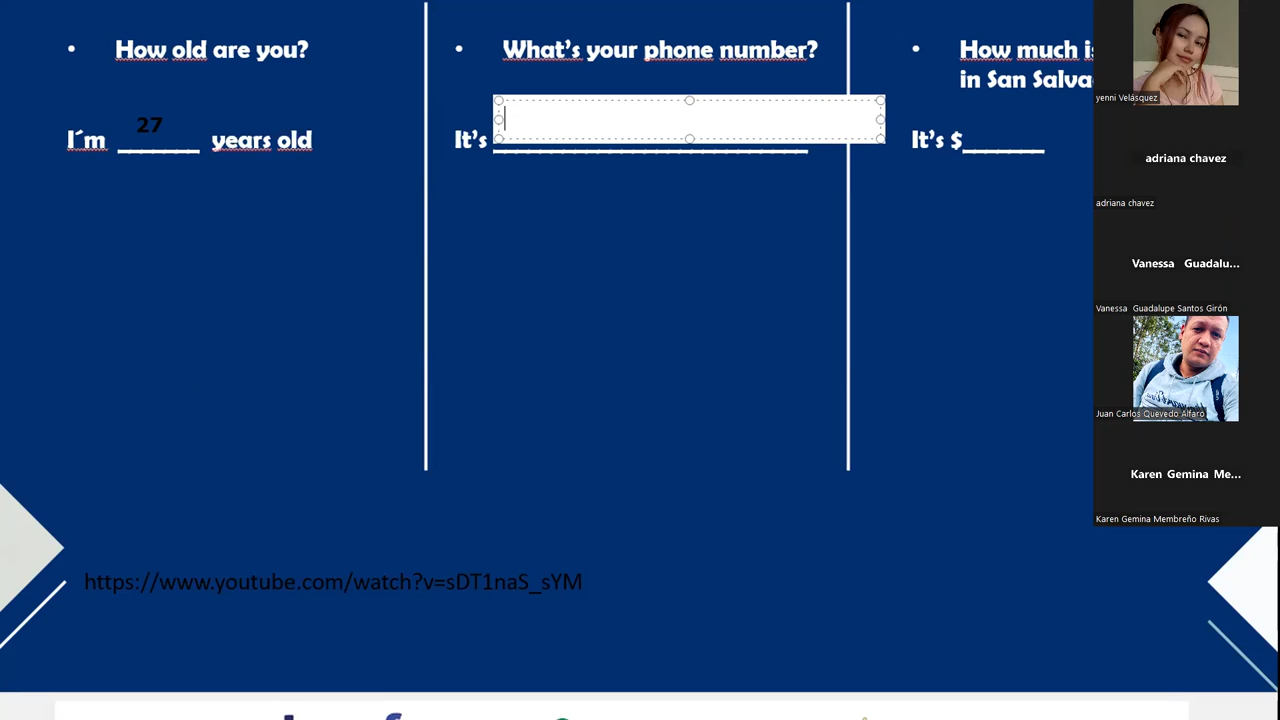 • How old are you?
I´m 27 years old
• What's your phone number?
It's
• How much is
in San Salva
It's $
https://www.youtube.com/watch?v=sDT1naS_sYM
yenni Velásquez
adriana chavez
adriana chavez
Vanessa Guadalu...
Vanessa Guadalupe Santos Girón
Juan Carlos Quevedo Alfaro
Karen Gemina Me...
Karen Gemina Membreño Rivas